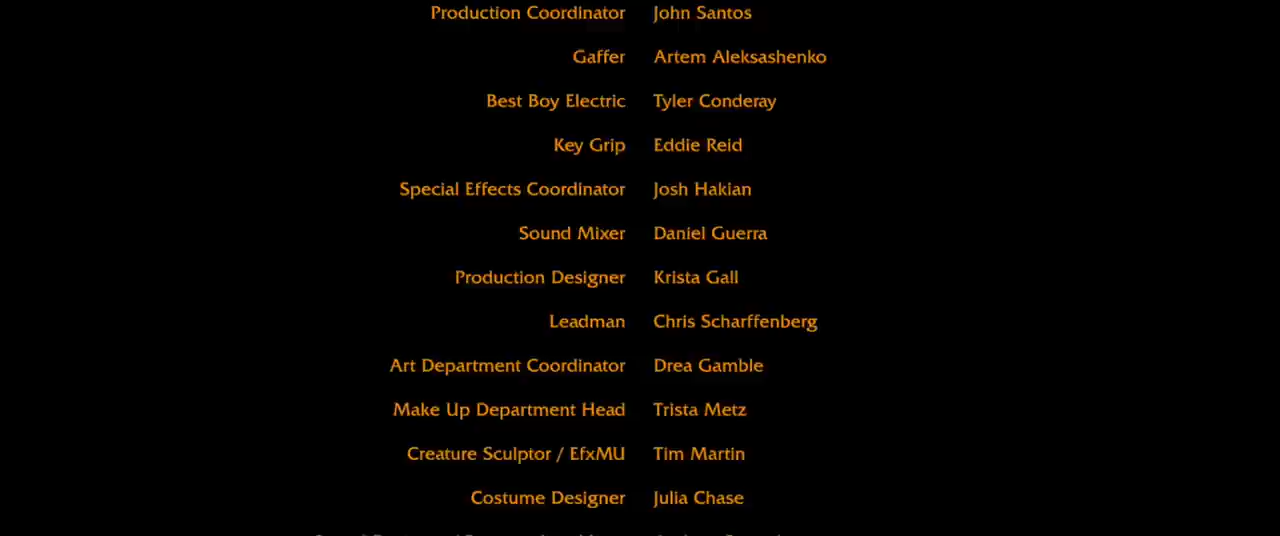 Production Coordinator John Santos
Gaffer Artem Aleksashenko
Best Boy Electric Tyler Conderay
Key Grip Eddie Reid
Special Effects Coordinator Josh Hakian
Sound Mixer Daniel Guerra
Production Designer Krista Gall
Leadman Chris Scharffenberg
Art Department Coordinator Drea Gamble
Make Up Department Head Trista Metz
Creature Sculptor / EfxMU Tim Martin
Costume Designer Julia Chase